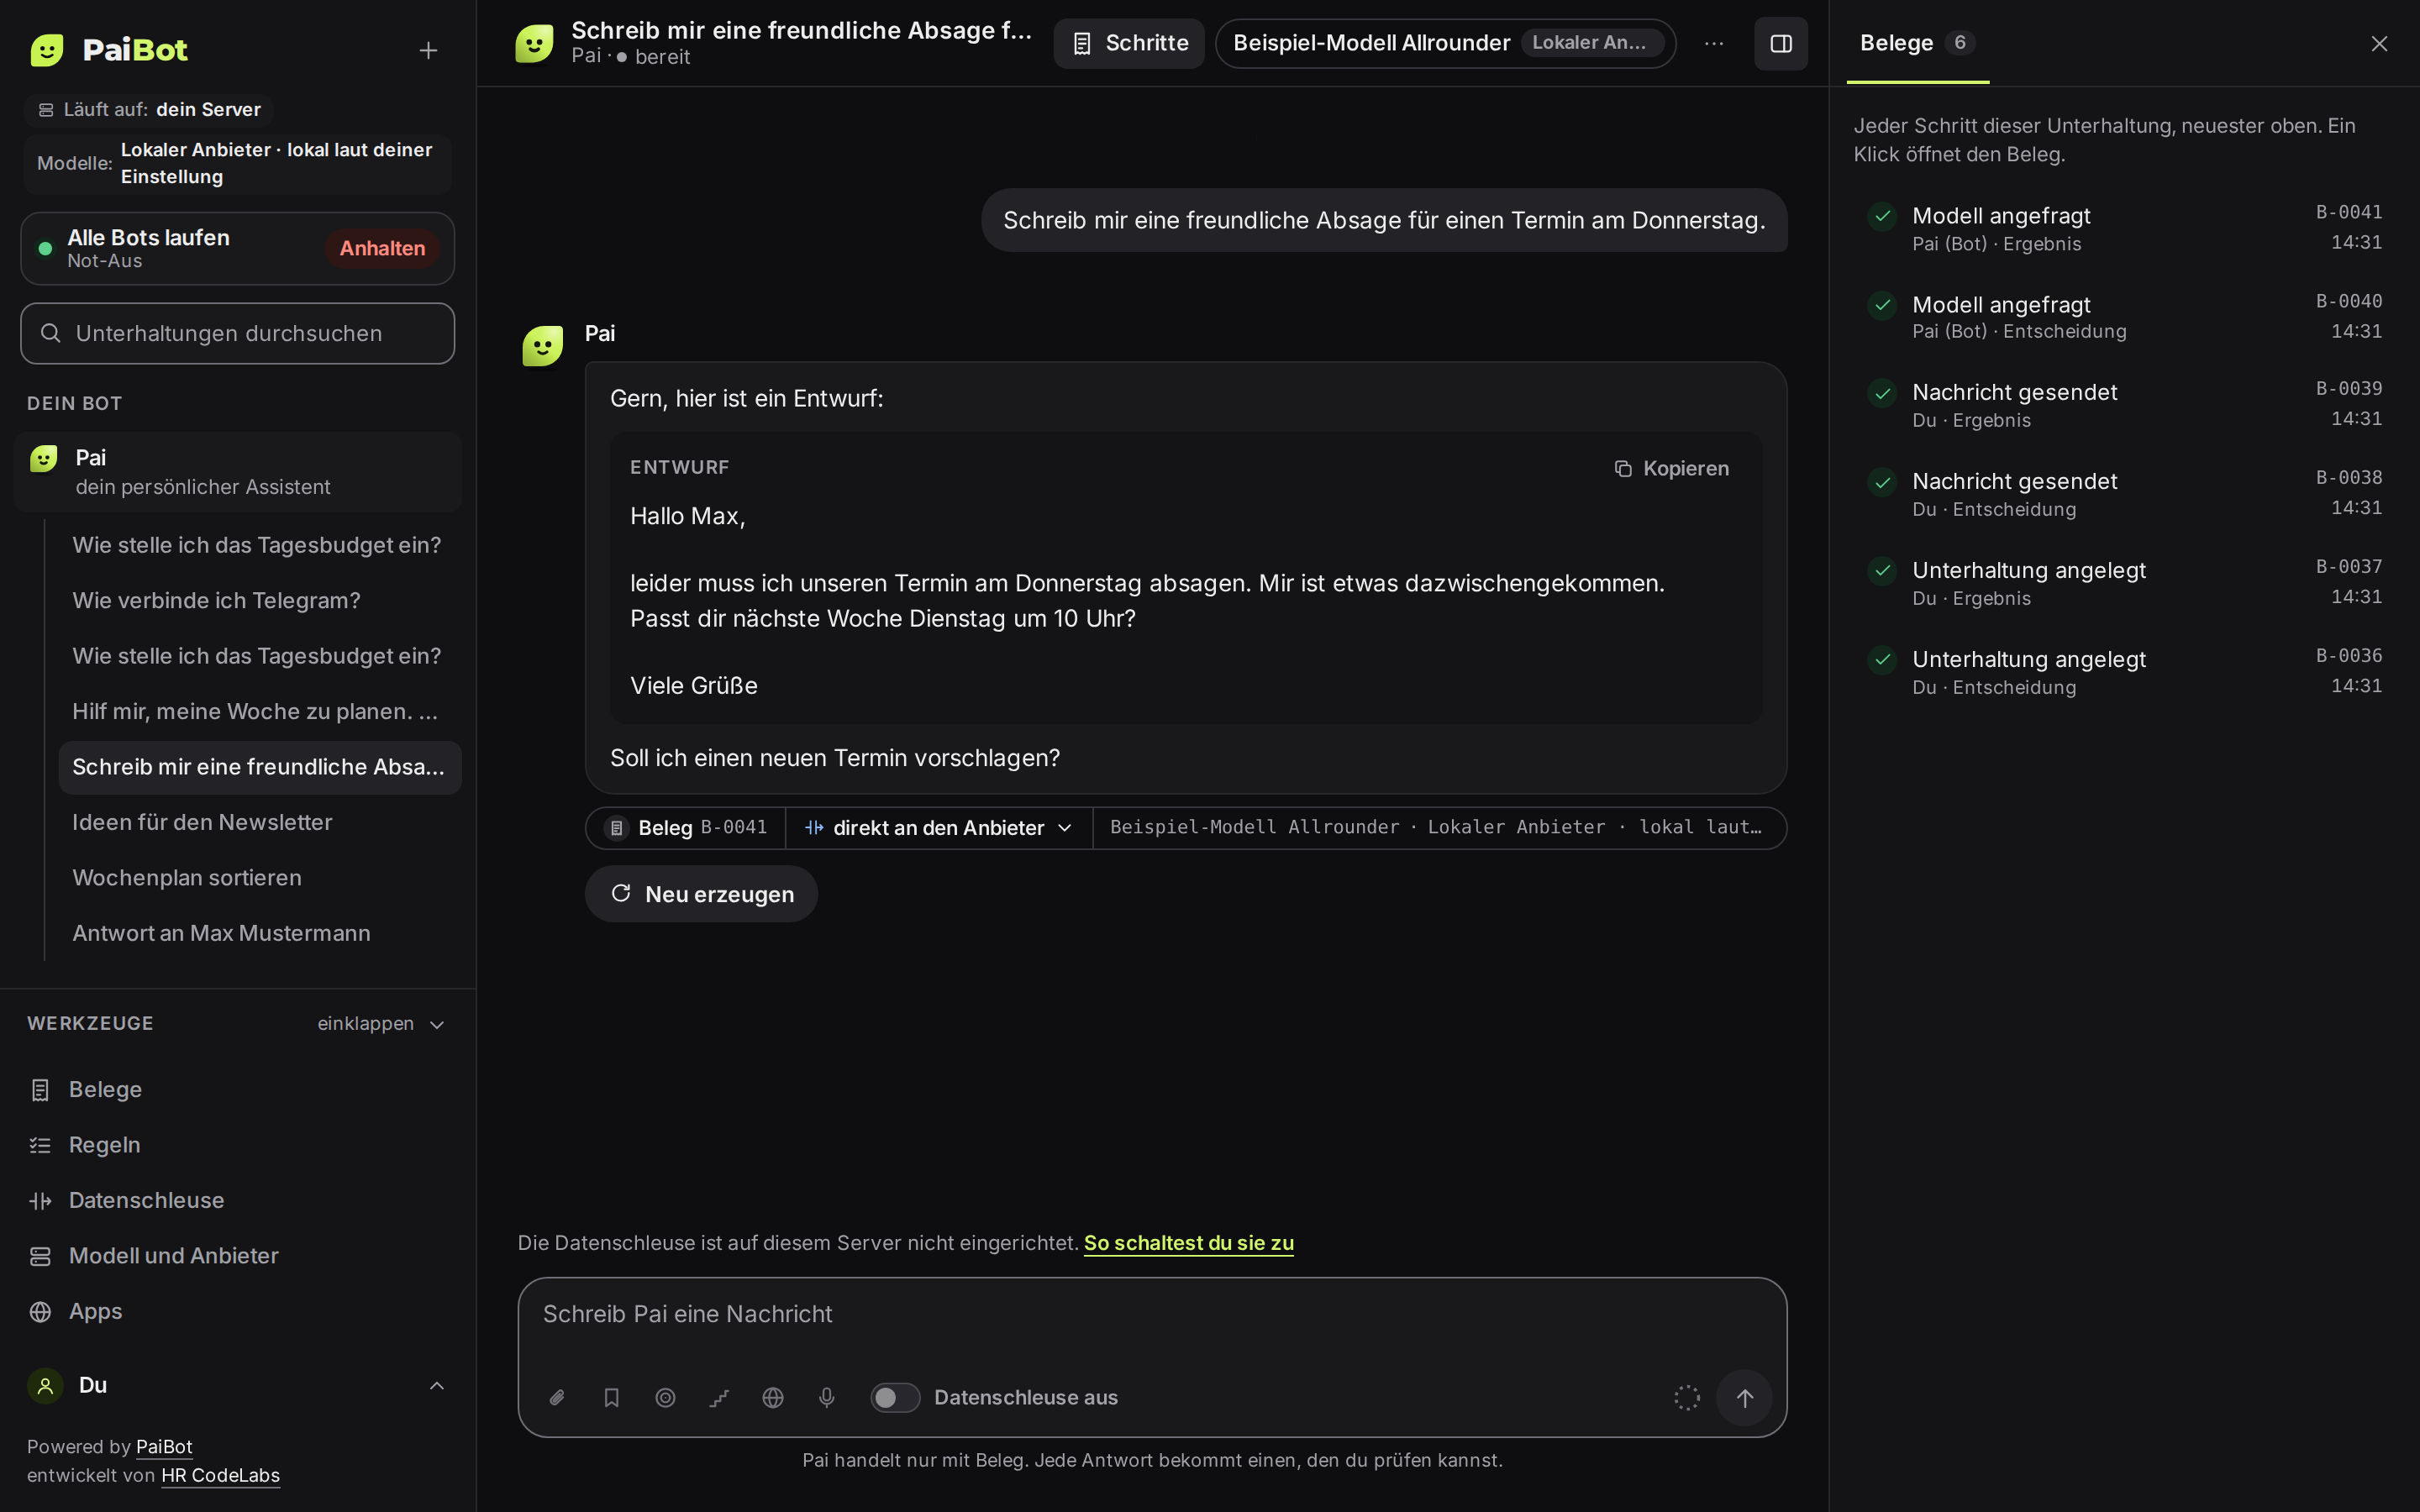 PaiBot
Läuft auf: dein Server
Modelle: Lokaler Anbieter · lokal laut deiner
Einstellung
Alle Bots laufen
Not-Aus
Anhalten
Unterhaltungen durchsuchen
DEIN BOT
Pai
dein persönlicher Assistent
Wie stelle ich das Tagesbudget ein?
Wie verbinde ich Telegram?
Wie stelle ich das Tagesbudget ein?
Hilf mir, meine Woche zu planen. ...
Schreib mir eine freundliche Absa...
Ideen für den Newsletter
Wochenplan sortieren
Antwort an Max Mustermann
WERKZEUGE
einklappen
Belege
Regeln
Datenschleuse
Modell und Anbieter
Apps
Du
Powered by PaiBot
entwickelt von HR CodeLabs
Schreib mir eine freundliche Absage f...
Pai · bereit
Schritte
Beispiel-Modell Allrounder Lokaler An...
Schreib mir eine freundliche Absage für einen Termin am Donnerstag.
Pai
Gern, hier ist ein Entwurf:
ENTWURF
Kopieren
Hallo Max,
leider muss ich unseren Termin am Donnerstag absagen. Mir ist etwas dazwischengekommen.
Passt dir nächste Woche Dienstag um 10 Uhr?
Viele Grüße
Soll ich einen neuen Termin vorschlagen?
Beleg B-0041
direkt an den Anbieter
Beispiel-Modell Allrounder · Lokaler Anbieter · lokal laut…
Neu erzeugen
Die Datenschleuse ist auf diesem Server nicht eingerichtet. So schaltest du sie zu
Schreib Pai eine Nachricht
Datenschleuse aus
Pai handelt nur mit Beleg. Jede Antwort bekommt einen, den du prüfen kannst.
Belege 6
Jeder Schritt dieser Unterhaltung, neuester oben. Ein
Klick öffnet den Beleg.
Modell angefragt B-0041
Pai (Bot) · Ergebnis 14:31
Modell angefragt B-0040
Pai (Bot) · Entscheidung 14:31
Nachricht gesendet B-0039
Du · Ergebnis 14:31
Nachricht gesendet B-0038
Du · Entscheidung 14:31
Unterhaltung angelegt B-0037
Du · Ergebnis 14:31
Unterhaltung angelegt B-0036
Du · Entscheidung 14:31